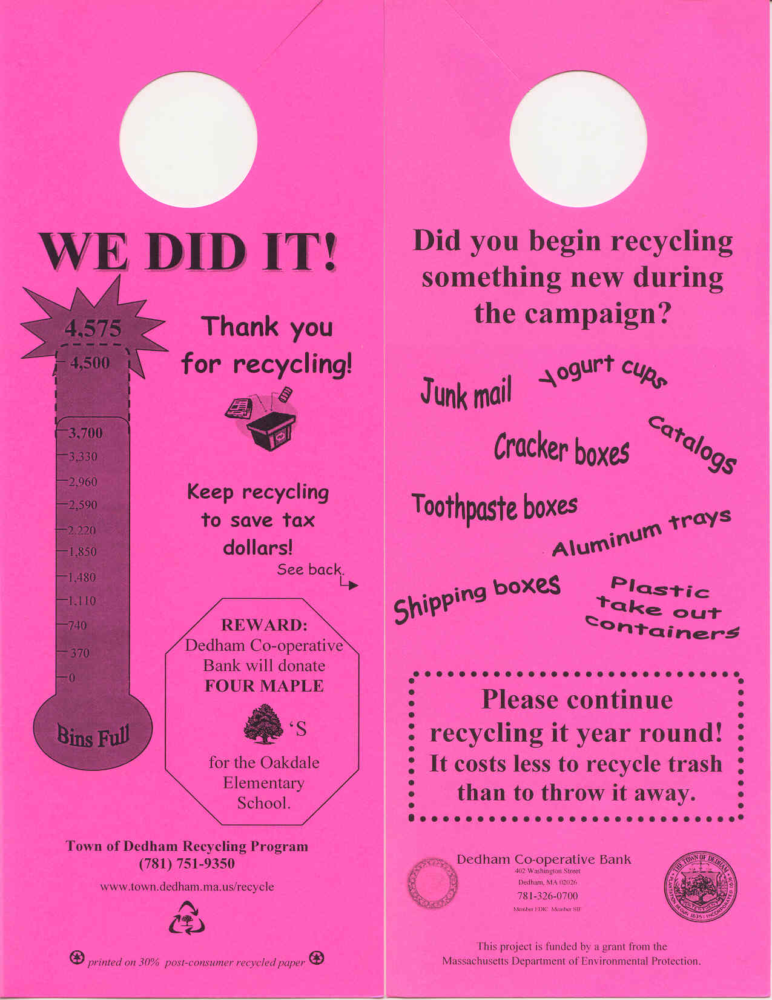 WE DID IT!
4,575
4,500
3,700
3,330
2,960
2,590
2.220
1,850
1,480
1,110
740
370
0
Bins Full
Thank you
for recycling!
Keep recycling
to save tax
dollars!
See back.
REWARD:
Dedham Co-operative
Bank will donate
FOUR MAPLE
‘S
for the Oakdale
Elementary
School.
Town of Dedham Recycling Program
(781) 751-9350
www.town.dedham.ma.us/recycle
printed on 30% post-consumer recycled paper
Did you begin recycling
something new during
the campaign?
Junk mail
Yogurt cups
Catalogs
Cracker boxes
Toothpaste boxes
Aluminum trays
Shipping boxes
Plastic
take out
containers
Please continue
recycling it year round!
It costs less to recycle trash
than to throw it away.
Dedham Co-operative Bank
402 Washington Street
Dedham, MA 02026
781-326-0700
Member FDIC Member SIF
THE TOWN OF DEDHAM
PLANTATION BEGUN 1635: INCORPORATED 1636
CONTENTMENT
This project is funded by a grant from the
Massachusetts Department of Environmental Protection.